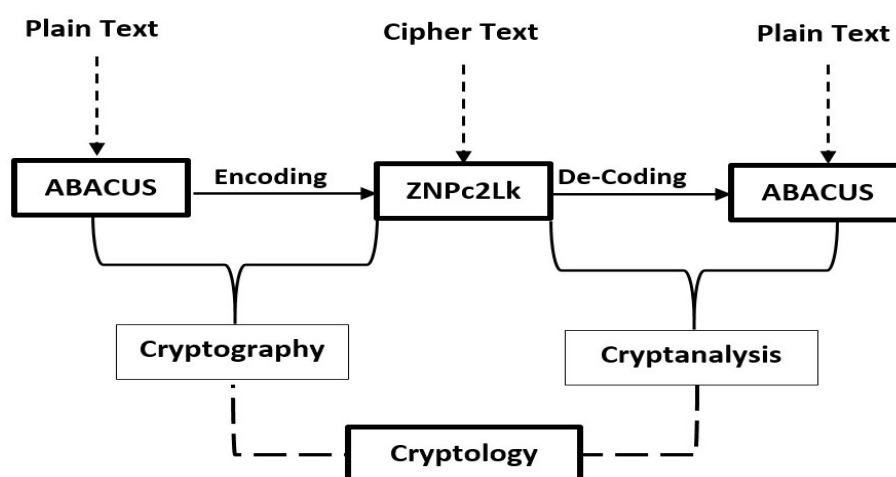 Plain Text
Cipher Text
Plain Text
ABACUS
Encoding
ZNPc2Lk
De-Coding
ABACUS
Cryptography
Cryptanalysis
Cryptology